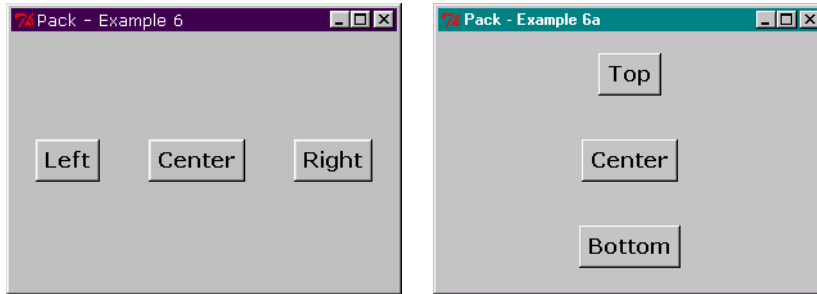 Pack - Example 6
Left Center Right
Pack - Example 6a
Top
Center
Bottom